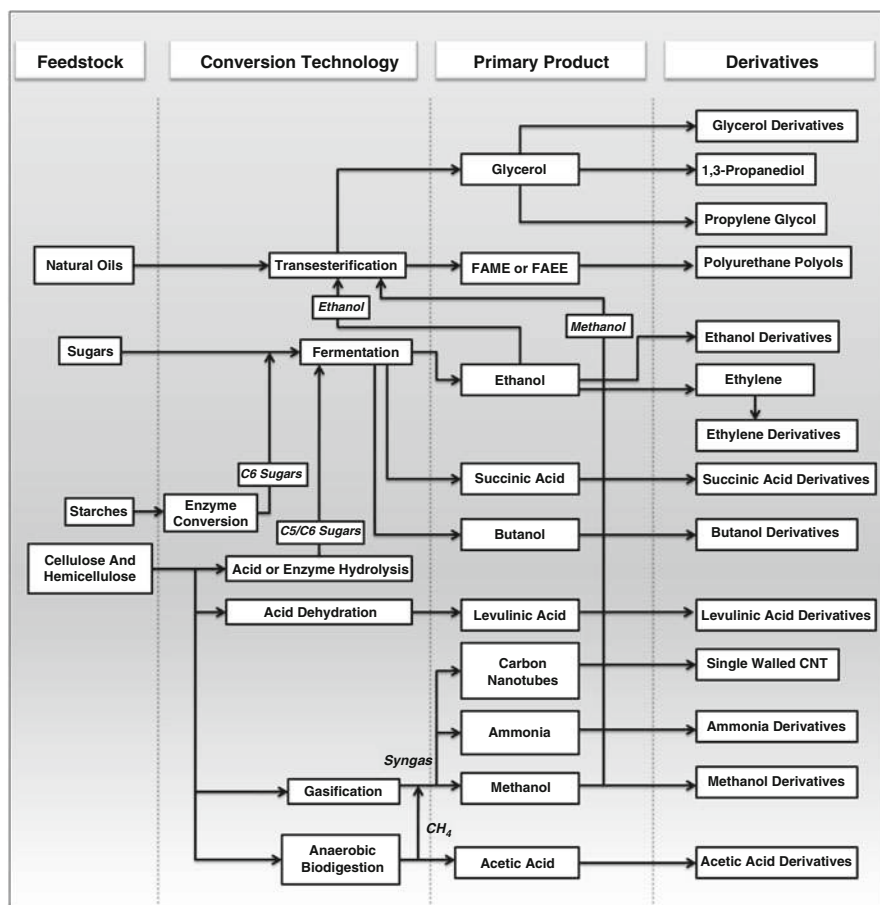 Feedstock
Conversion Technology
Primary Product
Derivatives
Glycerol Derivatives
Glycerol
1,3-Propanediol
Propylene Glycol
Natural Oils
Transesterification
FAME or FAEE
Polyurethane Polyols
Ethanol
Methanol
Ethanol Derivatives
Sugars
Fermentation
Ethanol
Ethylene
Ethylene Derivatives
C6 Sugars
Succinic Acid
Succinic Acid Derivatives
Starches
Enzyme
Conversion
C5/C6 Sugars
Butanol
Butanol Derivatives
Cellulose And
Hemicellulose
Acid or Enzyme Hydrolysis
Acid Dehydration
Levulinic Acid
Levulinic Acid Derivatives
Carbon
Nanotubes
Single Walled CNT
Ammonia
Ammonia Derivatives
Syngas
Gasification
Methanol
Methanol Derivatives
CH4
Anaerobic
Biodigestion
Acetic Acid
Acetic Acid Derivatives